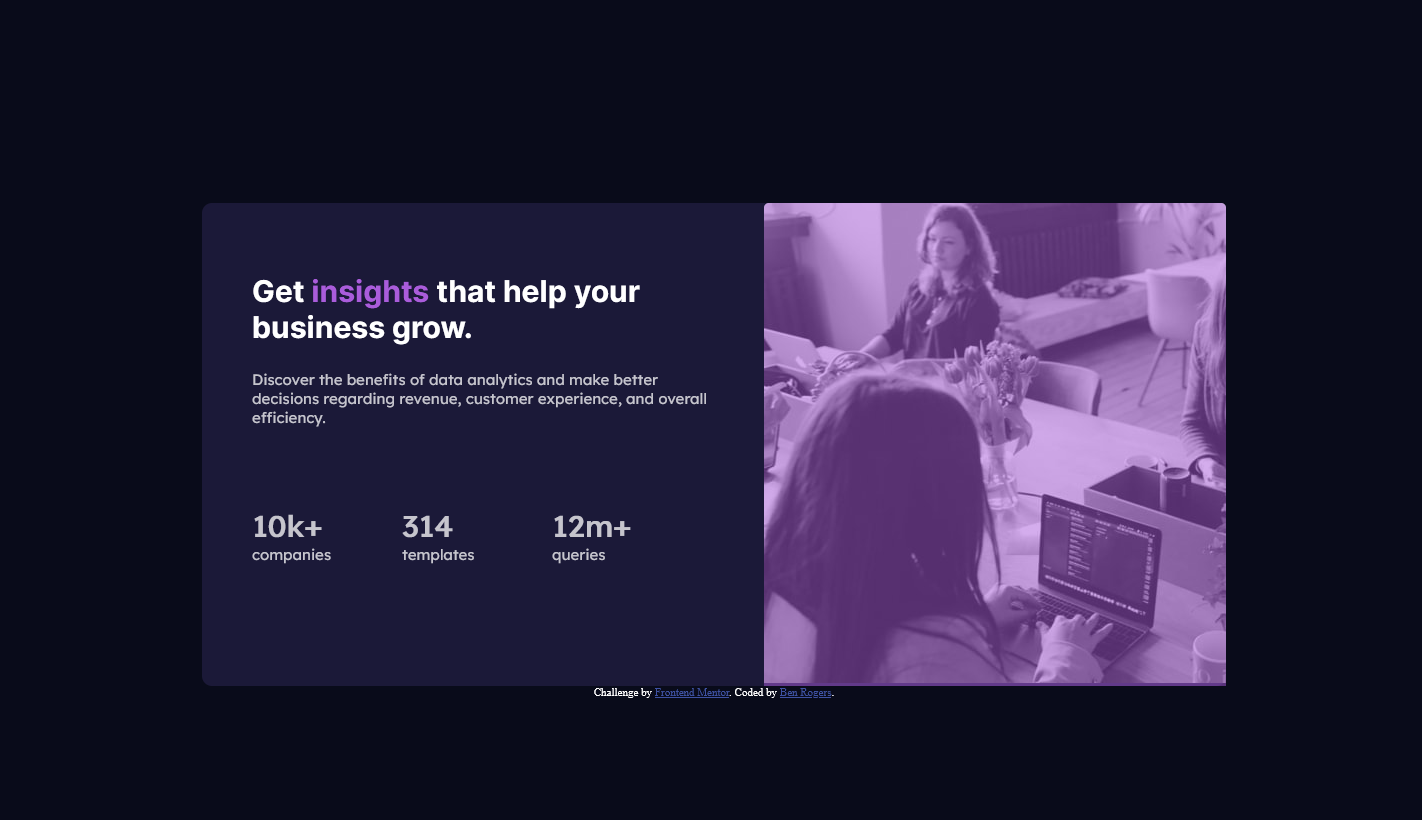 Get insights that help your
business grow.
Discover the benefits of data analytics and make better
decisions regarding revenue, customer experience, and overall
efficiency.
10k+ 314 12m+
companies templates queries
Challenge by Frontend Mentor. Coded by Ben Rogers.